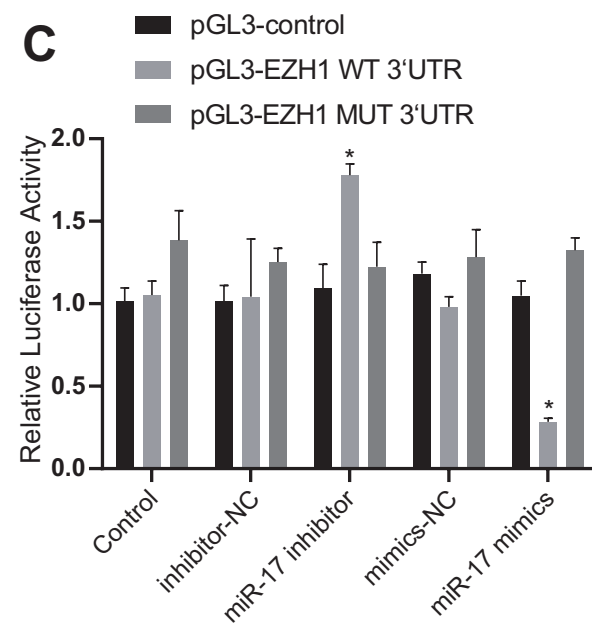 C
pGL3-control
pGL3-EZH1 WT 3‘UTR
pGL3-EZH1 MUT 3‘UTR
Relative Luciferase Activity
2.0
1.5
1.0
0.5
0.0
*
*
Control
inhibitor-NC
miR-17 inhibitor
mimics-NC
miR-17 mimics